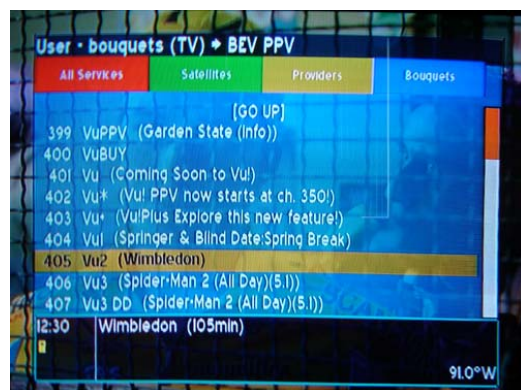 User • bouquets (TV) → BEV PPV
All Services Satellites Providers Bouquets
[GO UP]
399 VuPPV (Garden State (Info))
400 VuBUY
401 Vu (Coming Soon to Vu!)
402 Vu* (Vu! PPV now starts at ch. 350!)
403 Vu• (Vu!Plus Explore this new feature!)
404 Vu1 (Springer & Blind Date:Spring Break)
405 Vu2 (Wimbledon)
406 Vu3 (Spider-Man 2 (All Day)(5.1))
407 Vu3 DD (Spider-Man 2 (All Day)(5.1))
12:30 Wimbledon (105min)
91.0°W